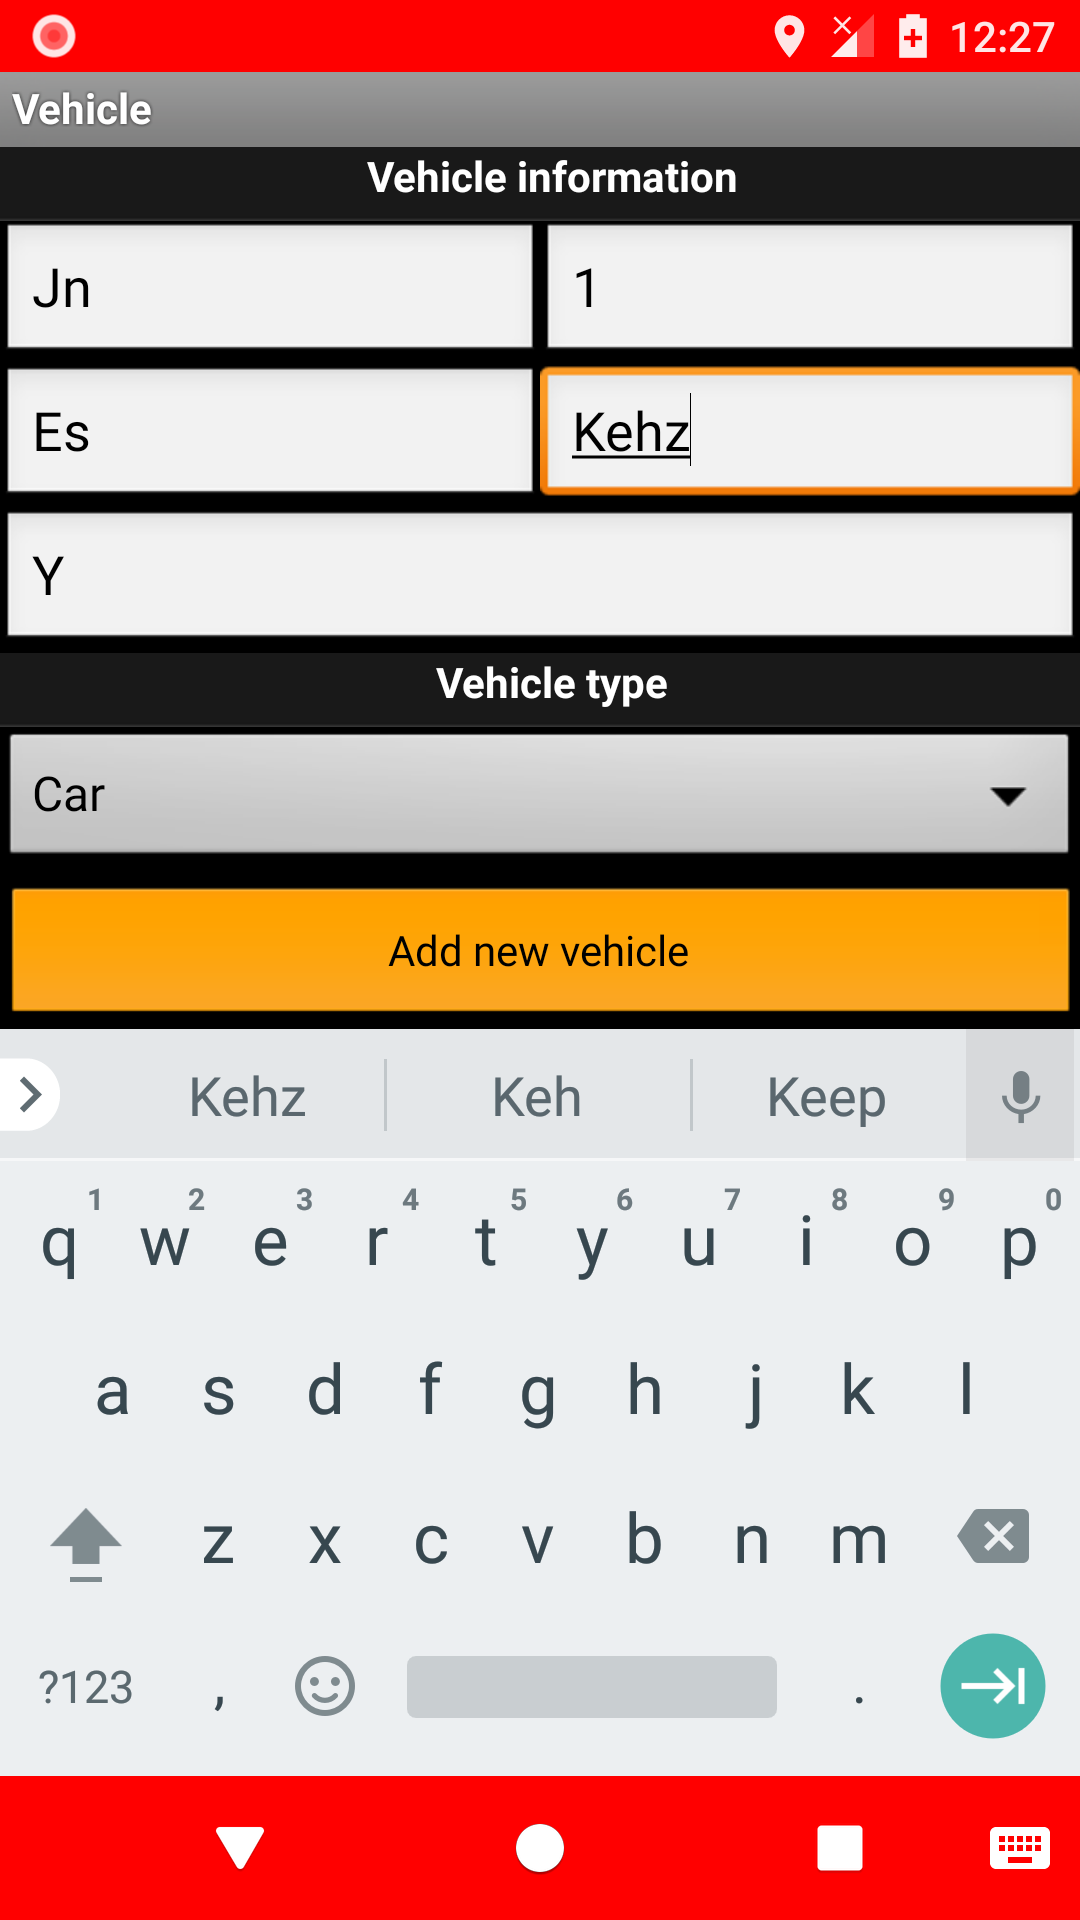 12:27
Vehicle
Vehicle information
Jn 1
Es Kehz
Y
Vehicle type
Car
Add new vehicle
Kehz Keh Keep
1 2 3 4 5 6 7 8 9 0
q w e r t y u i o p
a s d f g h j k l
z x c v b n m
?123 , .